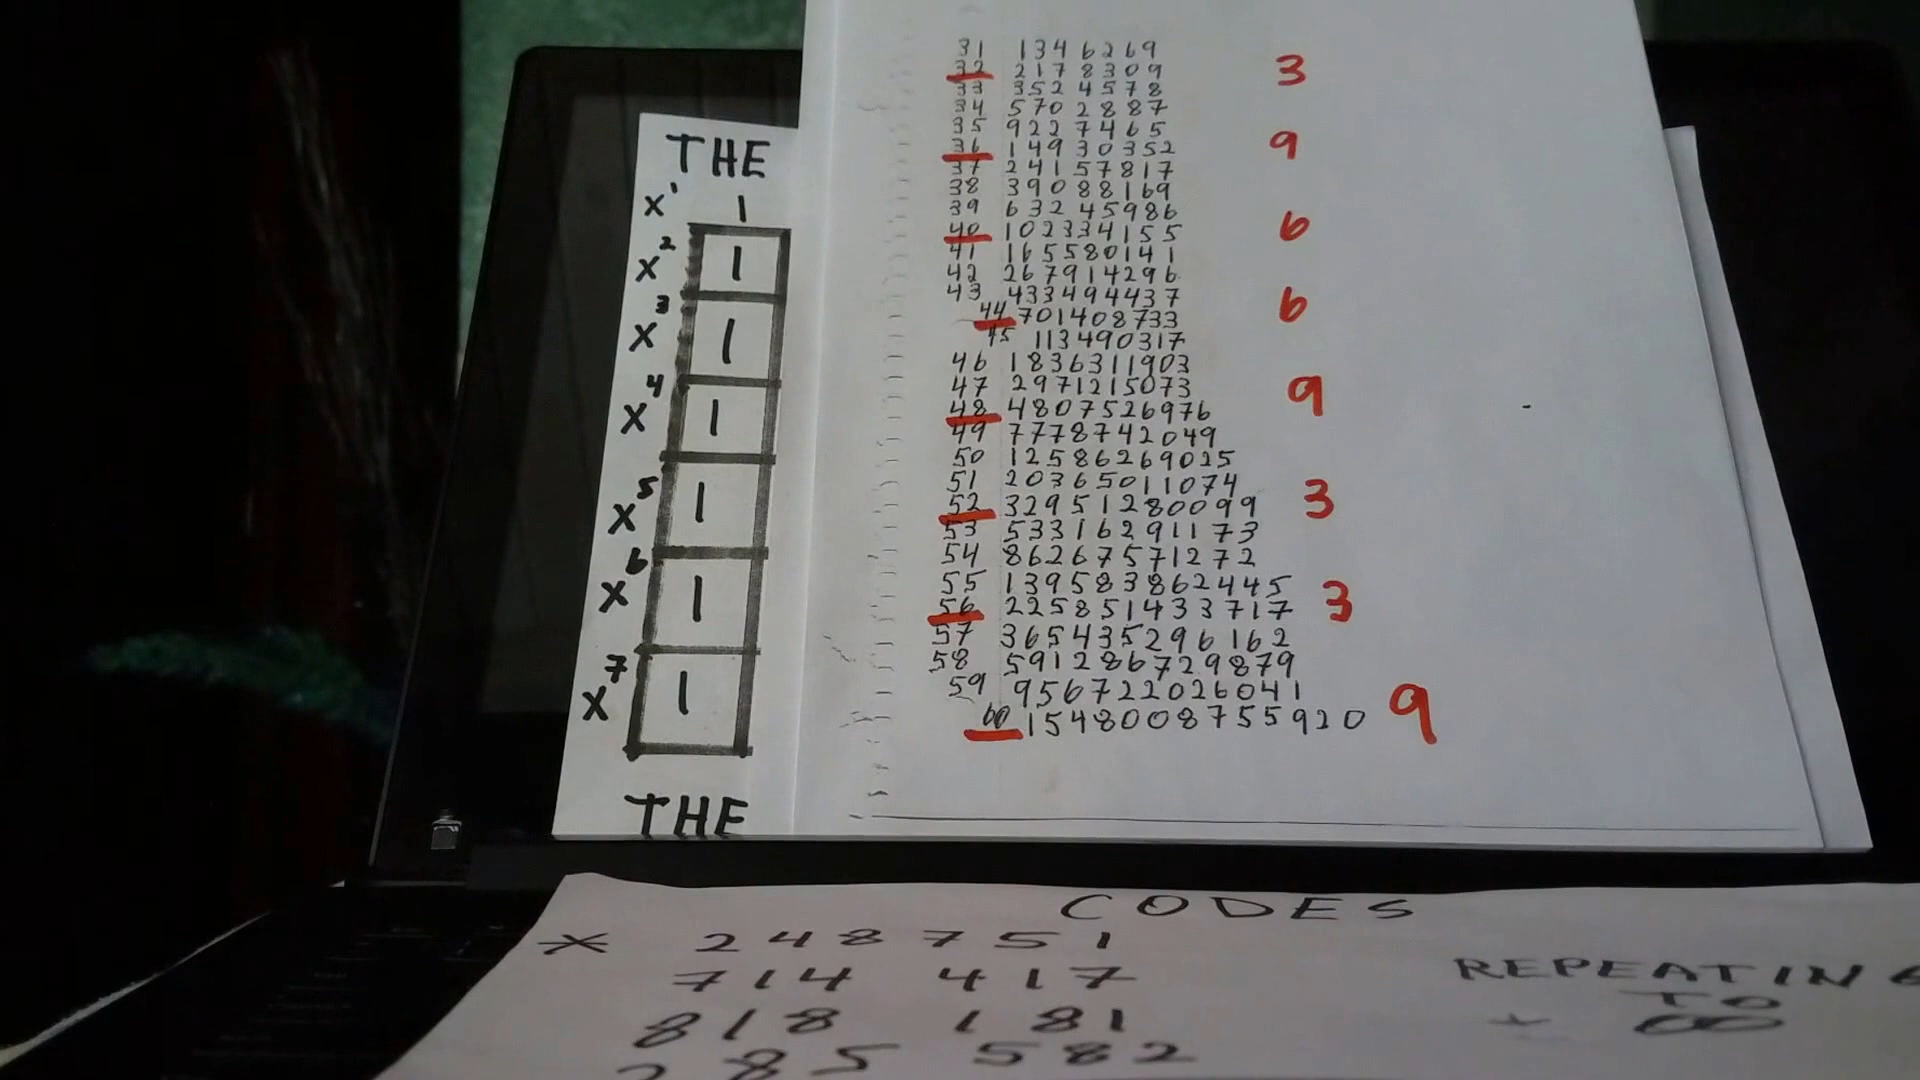 THE
x¹ 1
x² 1
x³ 1
x⁴ 1
x⁵ 1
x⁶ 1
x⁷ 1
THE
31 1346269
32 2178309 3
33 3524578
34 5702887
35 9227465
36 14930352 9
37 24157817
38 39088169
39 63245986
40 102334155 6
41 165580141
42 267914296
43 433494437
44 701408733 6
45 113490317
46 1836311903
47 2971215073
48 4807526976 9
49 7778742049
50 12586269025
51 20365011074
52 32951280099 3
53 53316291173
54 86267571272
55 139583862445
56 225851433717 3
57 365435296162
58 591286729879
59 956722026041
60 1548008755920 9
CODES
* 248751
714 417
818 181
285 582
REPEATING
TO
∞